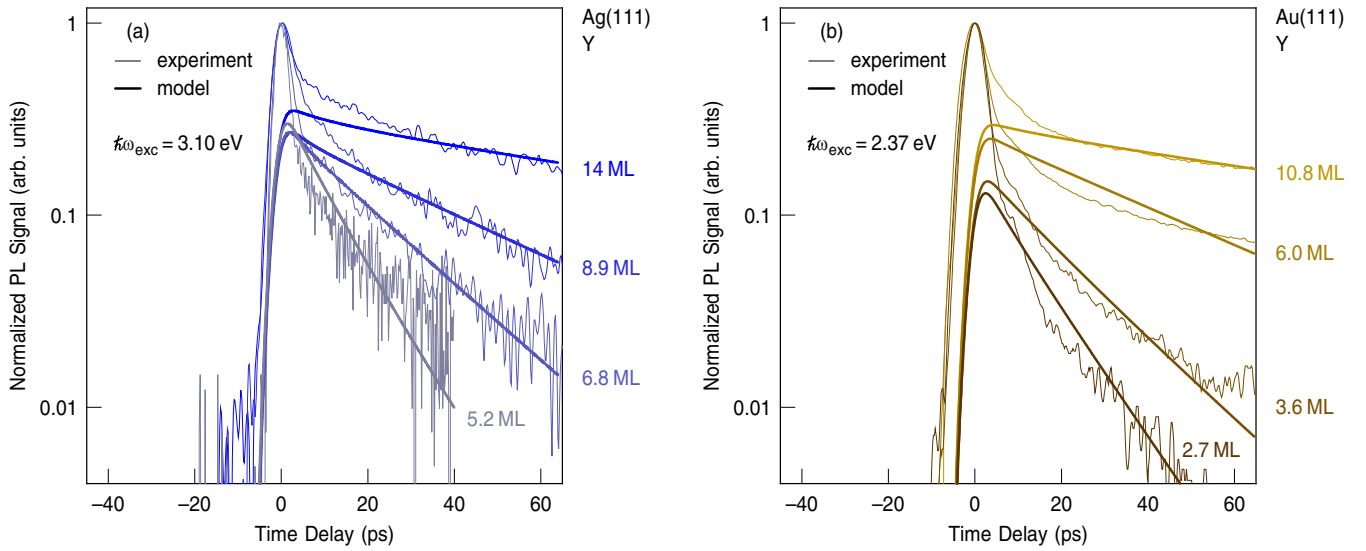 (a)
experiment
model
ℏω_exc = 3.10 eV
Normalized PL Signal (arb. units)
1
0.1
0.01
−40
−20
0
20
40
60
Time Delay (ps)
Ag(111)
Y
14 ML
8.9 ML
6.8 ML
5.2 ML
(b)
experiment
model
ℏω_exc = 2.37 eV
Normalized PL Signal (arb. units)
1
0.1
0.01
−40
−20
0
20
40
60
Time Delay (ps)
Au(111)
Y
10.8 ML
6.0 ML
3.6 ML
2.7 ML